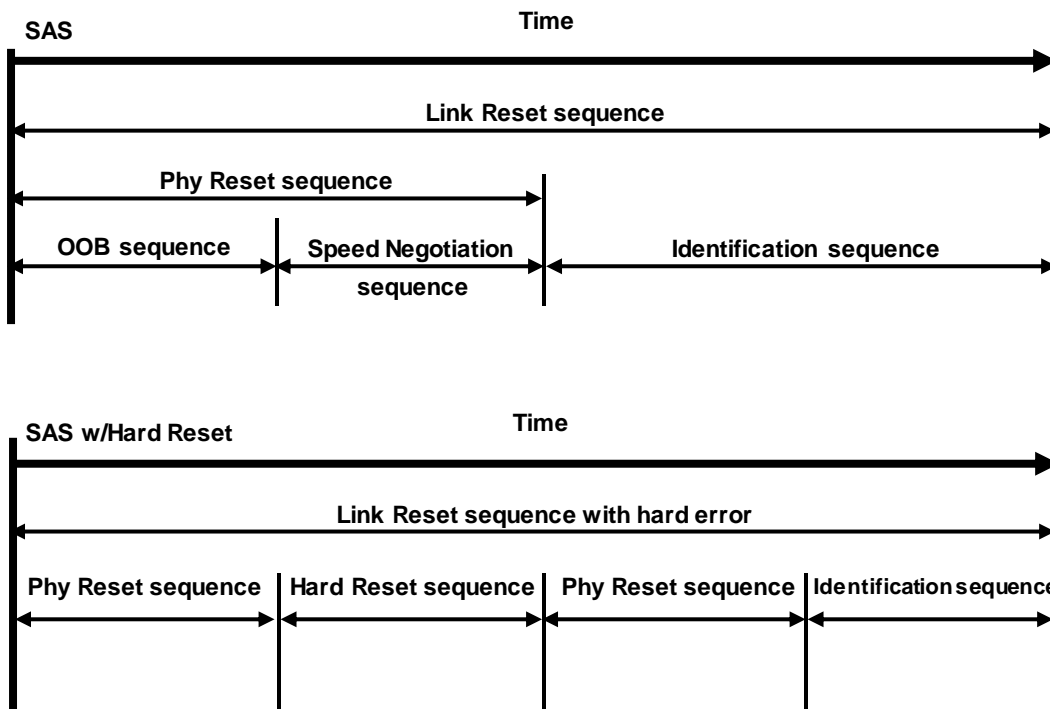 Time
SAS
Link Reset sequence
Phy Reset sequence
OOB sequence
Speed Negotiation
sequence
Identification sequence
Time
SAS w/Hard Reset
Link Reset sequence with hard error
Phy Reset sequence
Hard Reset sequence
Phy Reset sequence
Identification sequence